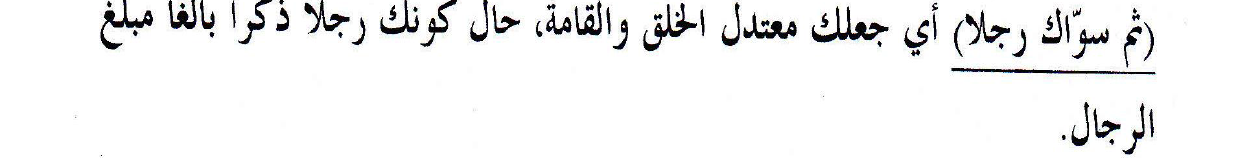 (ثم سوّاك رجلا) أي جعلك معتدل الخلق والقامة، حال كونك رجلا ذكرا بالغا مبلغ
الرجال.